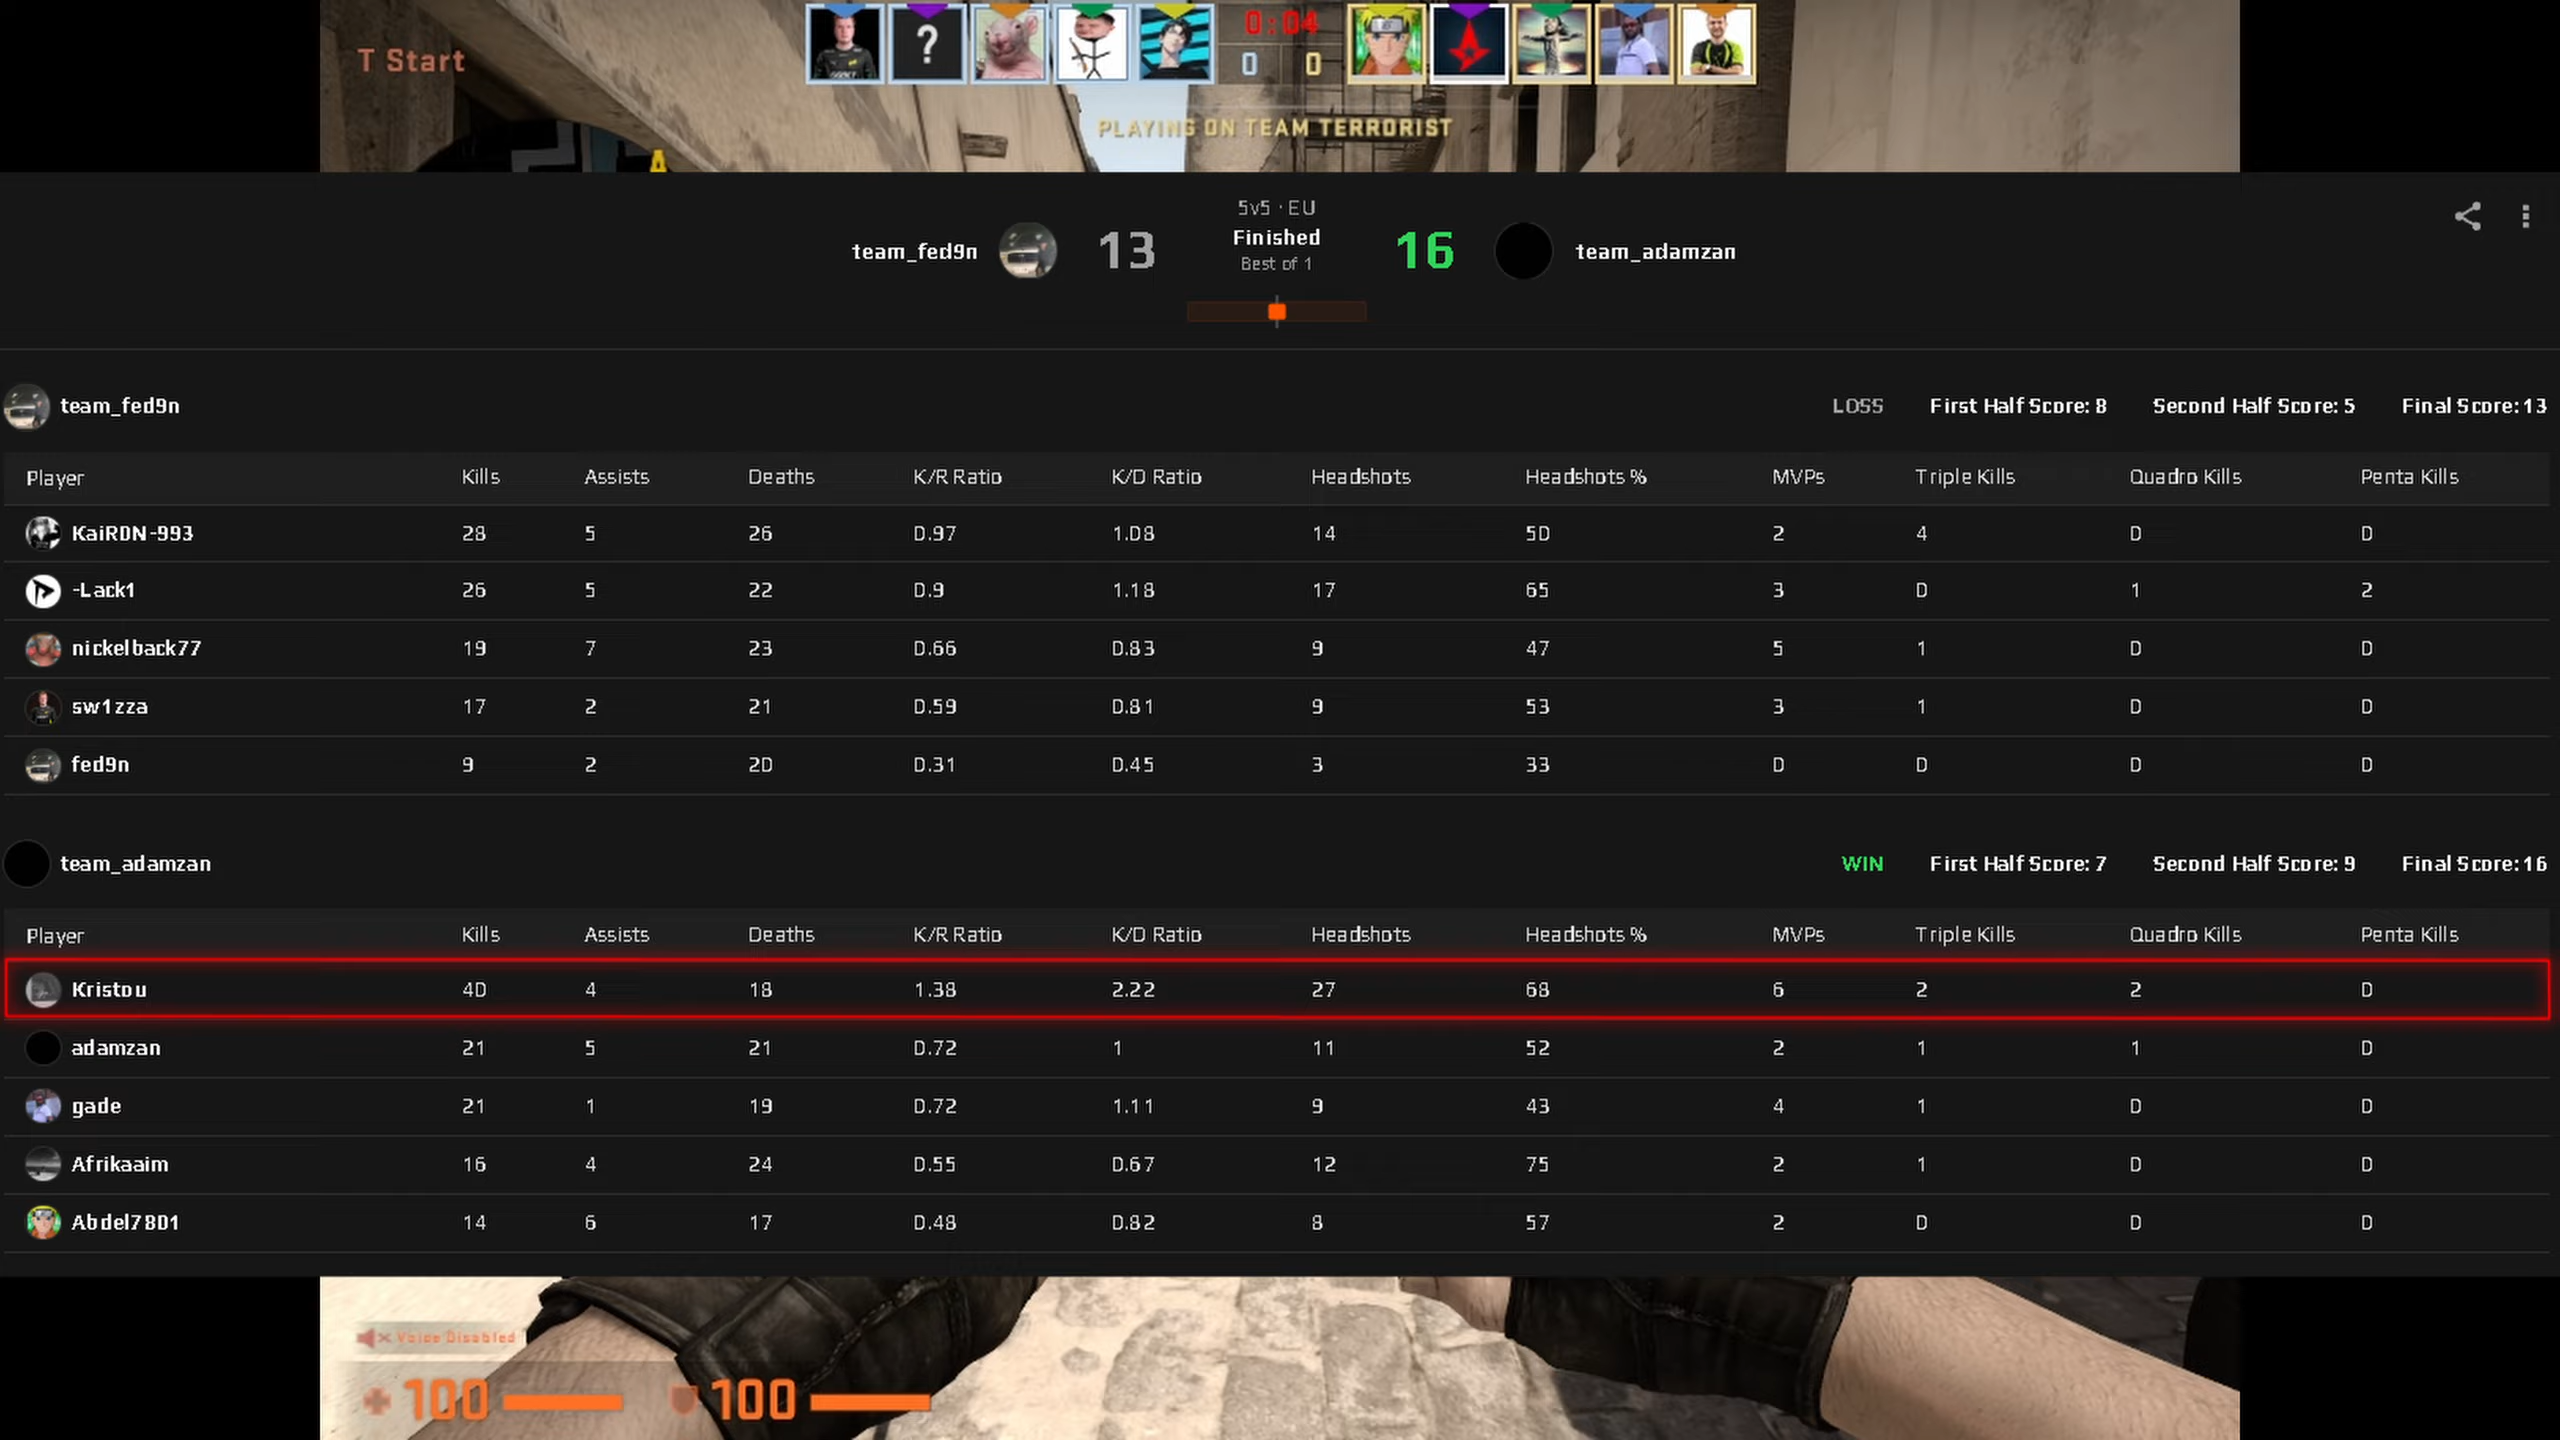 T Start
?
0:04
0 0
PLAYING ON TEAM TERRORIST
A
5v5 · EU
team_fed9n 13 Finished 16 team_adamzan
Best of 1
team_fed9n LOSS First Half Score: 8 Second Half Score: 5 Final Score: 13
Player Kills Assists Deaths K/R Ratio K/D Ratio Headshots Headshots % MVPs Triple Kills Quadro Kills Penta Kills
KaiR0N-993 28 5 26 0.97 1.08 14 50 2 4 0 0
-Lack1 26 5 22 0.9 1.18 17 65 3 0 1 2
nickelback77 19 7 23 0.66 0.83 9 47 5 1 0 0
sw1zza 17 2 21 0.59 0.81 9 53 3 1 0 0
fed9n 9 2 20 0.31 0.45 3 33 0 0 0 0
team_adamzan WIN First Half Score: 7 Second Half Score: 9 Final Score: 16
Player Kills Assists Deaths K/R Ratio K/D Ratio Headshots Headshots % MVPs Triple Kills Quadro Kills Penta Kills
Kristou 40 4 18 1.38 2.22 27 68 6 2 2 0
adamzan 21 5 21 0.72 1 11 52 2 1 1 0
gade 21 1 19 0.72 1.11 9 43 4 1 0 0
Afrikaaim 16 4 24 0.55 0.67 12 75 2 1 0 0
Abdel7801 14 6 17 0.48 0.82 8 57 2 0 0 0
Voice Disabled
100 100